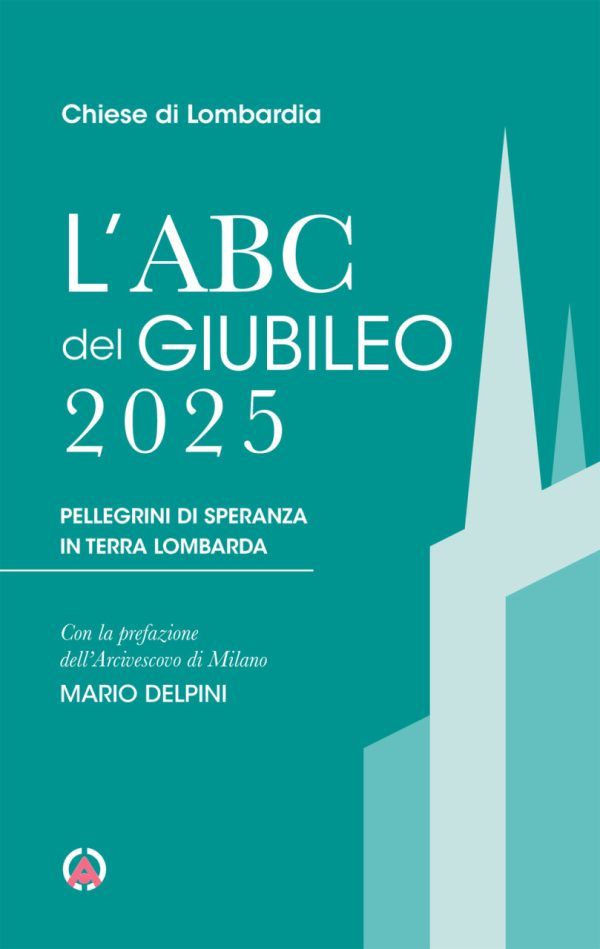 Chiese di Lombardia
L'ABC
del GIUBILEO
2025
PELLEGRINI DI SPERANZA
IN TERRA LOMBARDA
Con la prefazione
dell'Arcivescovo di Milano
MARIO DELPINI